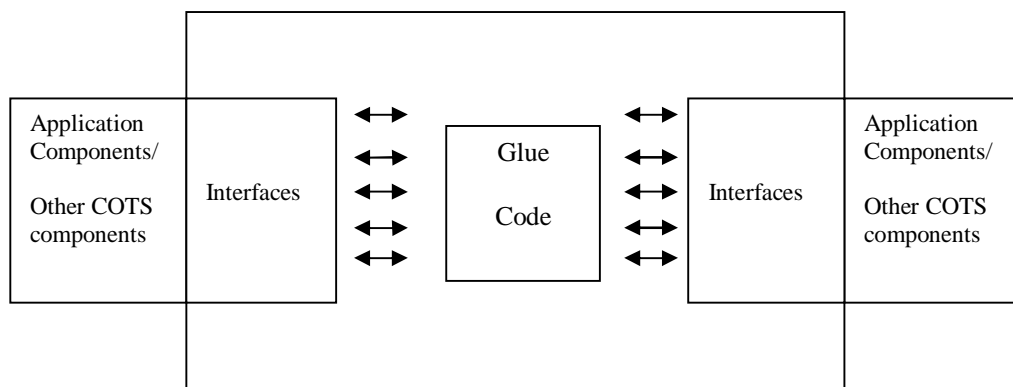 Application
Components/
Other COTS
components
Interfaces
Glue
Code
Interfaces
Application
Components/
Other COTS
components